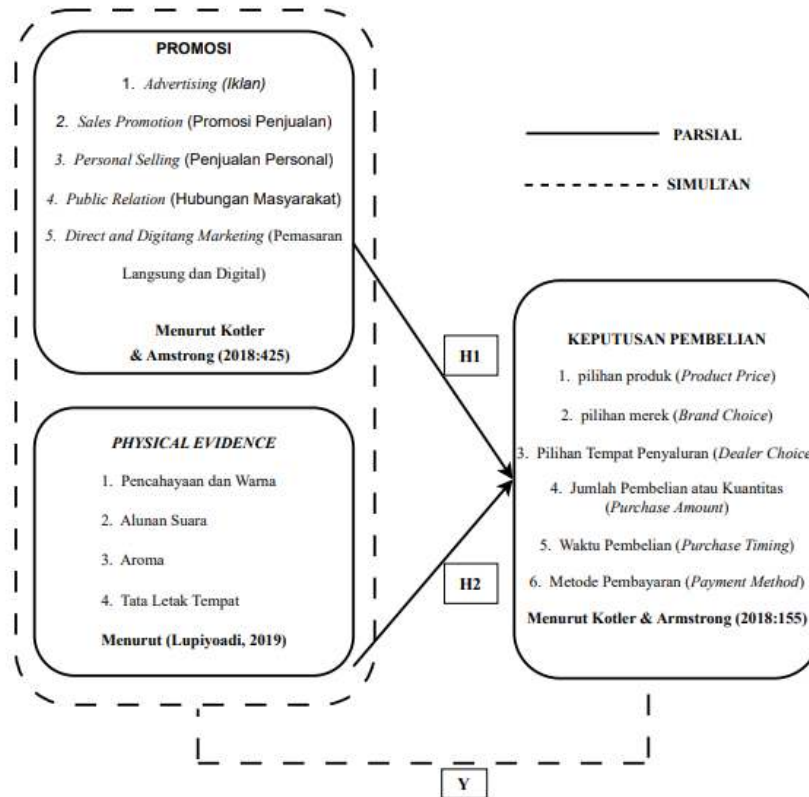 PROMOSI
1. Advertising (Iklan)
2. Sales Promotion (Promosi Penjualan)
3. Personal Selling (Penjualan Personal)
4. Public Relation (Hubungan Masyarakat)
5. Direct and Digitang Marketing (Pemasaran
Langsung dan Digital)
Menurut Kotler
& Amstrong (2018:425)
PHYSICAL EVIDENCE
1. Pencahayaan dan Warna
2. Alunan Suara
3. Aroma
4. Tata Letak Tempat
Menurut (Lupiyoadi, 2019)
PARSIAL
SIMULTAN
H1
H2
KEPUTUSAN PEMBELIAN
1. pilihan produk (Product Price)
2. pilihan merek (Brand Choice)
3. Pilihan Tempat Penyaluran (Dealer Choice
4. Jumlah Pembelian atau Kuantitas
(Purchase Amount)
5. Waktu Pembelian (Purchase Timing)
6. Metode Pembayaran (Payment Method)
Menurut Kotler & Armstrong (2018:155)
Y